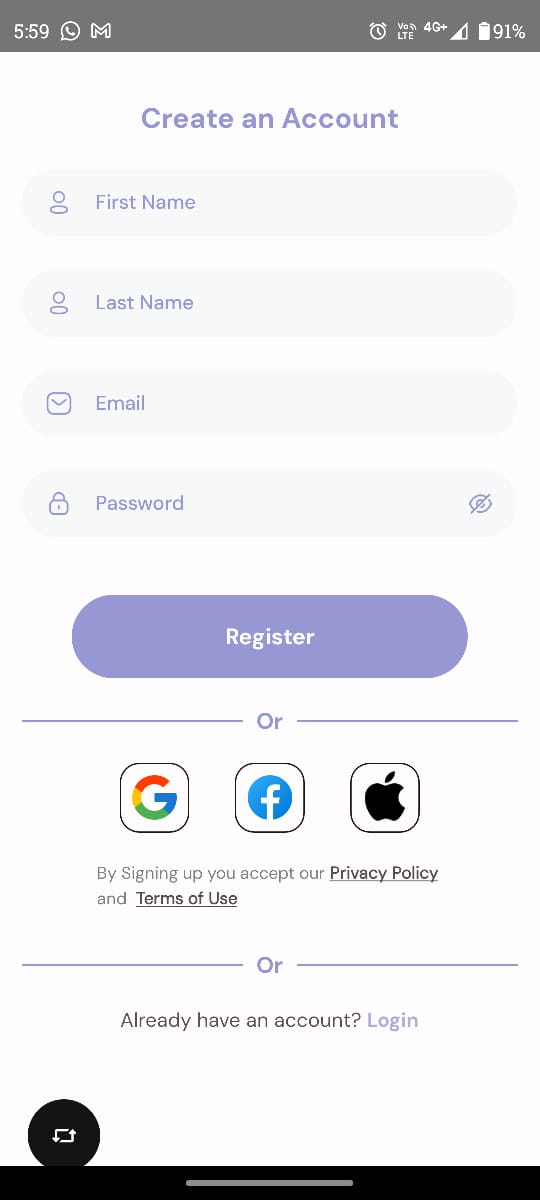 5:59 Vo LTE 4G+ 91%
Create an Account
First Name
Last Name
Email
Password
Register
Or
By Signing up you accept our Privacy Policy
and Terms of Use
Or
Already have an account? Login